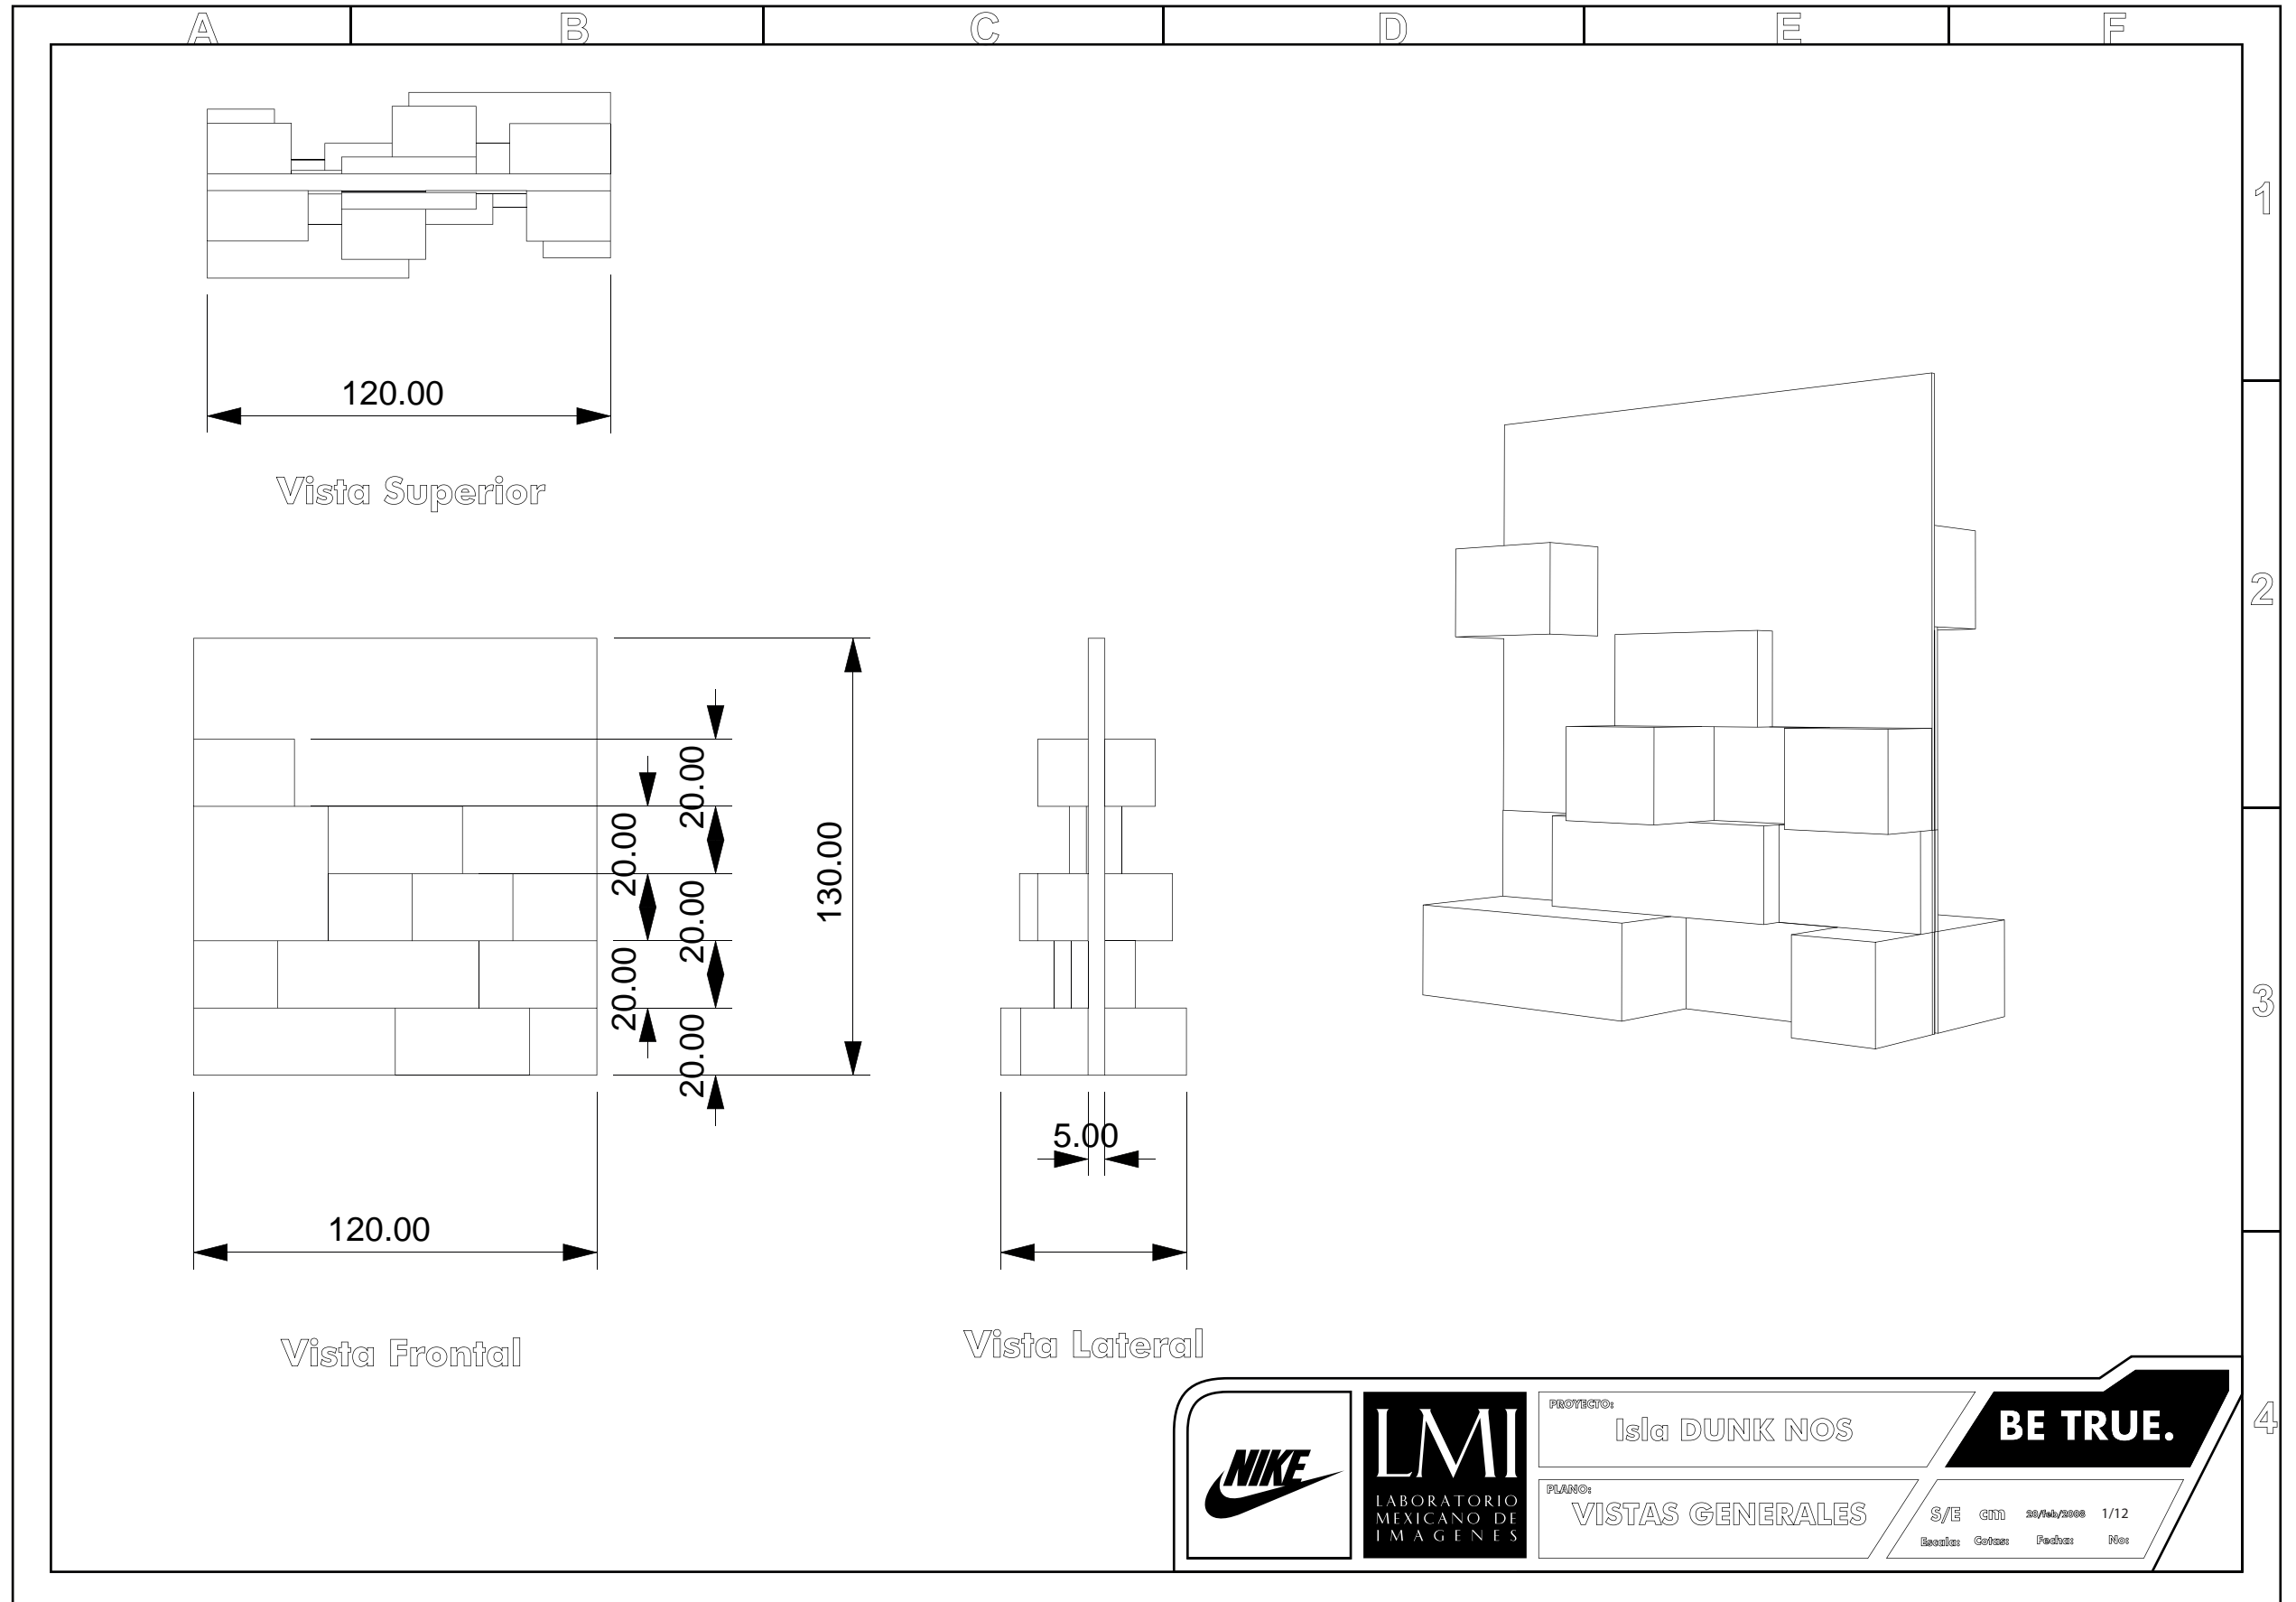 A B C D E F
1
120.00
Vista Superior
2
20.00
20.00
130.00
20.00
20.00
20.00
3
5.00
120.00
Vista Frontal
Vista Lateral
NIKE
LMI
LABORATORIO
MEXICANO DE
IMAGENES
PROYECTO:
Isla DUNK NOS
BE TRUE.
4
PLANO:
VISTAS GENERALES
S/E cm 20/feb/2008 1/12
Escala: Cotas: Fecha: No: